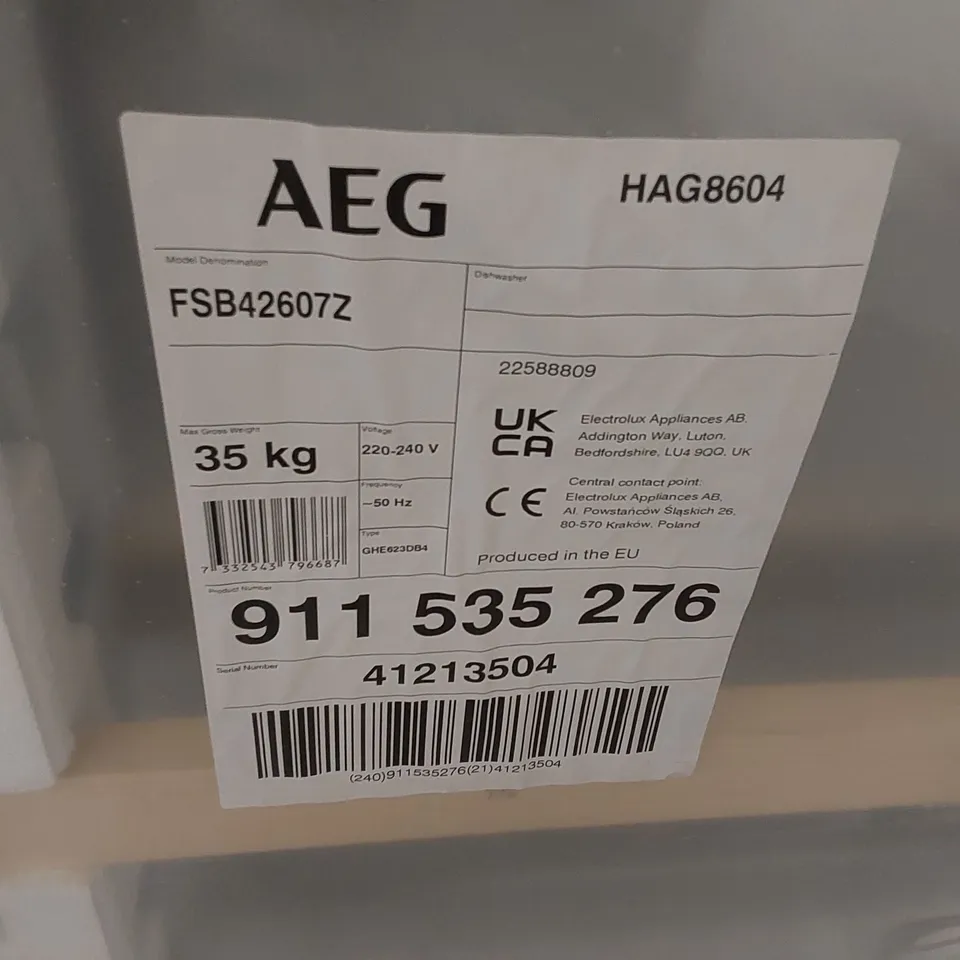 AEG
HAG8604
Model Denomination
FSB42607Z
Dishwasher
22588809
Max Gross Weight
35 kg
Voltage
220-240 V
Frequency
~50 Hz
Type
GHE623DB4
UK
CA
Electrolux Appliances AB,
Addington Way, Luton,
Bedfordshire, LU4 9QQ, UK
CE
Central contact point:
Electrolux Appliances AB,
Al. Powstańców Śląskich 26,
80-570 Kraków, Poland
Produced in the EU
7 332543 796687
Product Number
911 535 276
Serial Number
41213504
(240)911535276(21)41213504